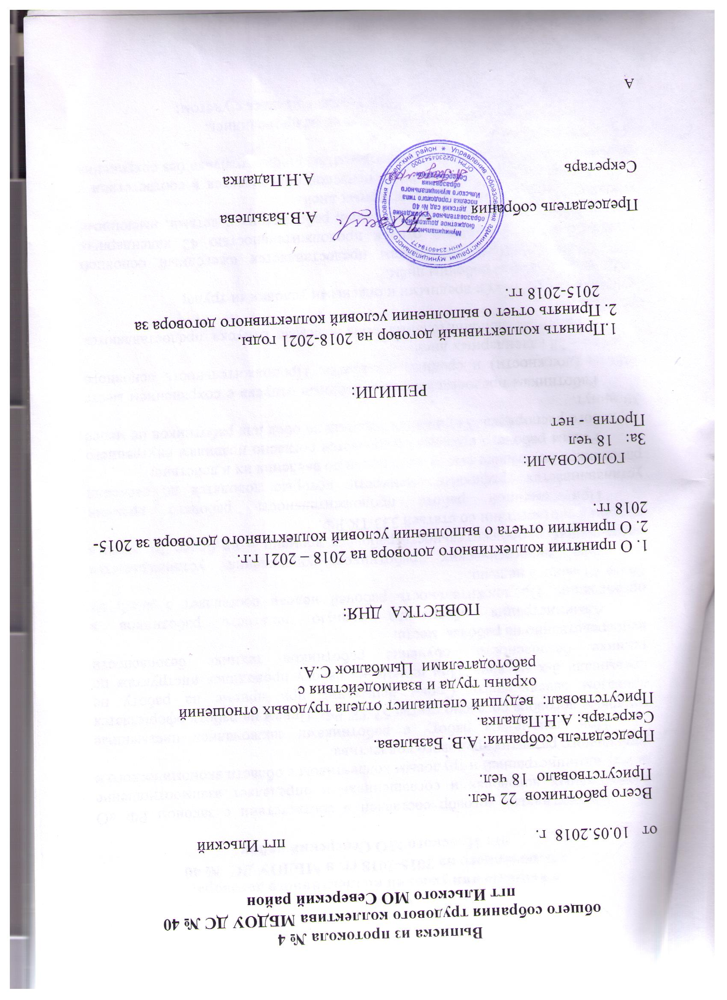 Выписка из протокола № 4
общего собрания трудового коллектива МБДОУ ДС № 40
пгт Ильского МО Северский район
от 10.05.2018 г. пгт Ильский
Всего работников 22 чел.
Присутствовало 18 чел.
Председатель собрания: А.В. Базылева.
Секретарь: А.Н.Падалка.
Присутствовал: ведущий специалист отдела трудовых отношений
охраны труда и взаимодействия с
работодателями Цымбалюк С.А.
ПОВЕСТКА ДНЯ:
1. О принятии коллективного договора на 2018 – 2021 г.г.
2. О принятии отчета о выполнении условий коллективного договора за 2015-
2018 гг.
ГОЛОСОВАЛИ:
За: 18 чел
Против - нет
РЕШИЛИ:
1.Принять коллективный договор на 2018-2021 годы.
2. Принять отчет о выполнении условий коллективного договора за
2015-2018 гг.
Председатель собрания А.В.Базылева
Секретарь А.Н.Падалка
Управление образования администрации муниципального образования Северский район *
ИНН 2348019477
Муниципальное
бюджетное дошкольное
образовательное учреждение
детский сад № 40
поселка городского типа
Ильского муниципального
образования
Северский район
ОГРН 1022304547000
А